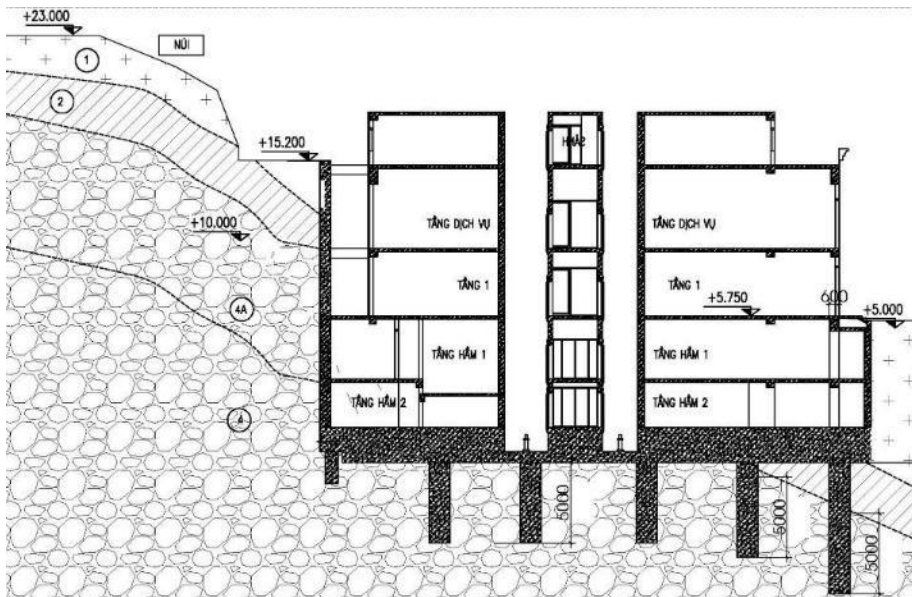 +23.000
NÚI
1
2
+15.200
+10.000
TẦNG DỊCH VỤ
TẦNG DỊCH VỤ
TẦNG 1
TẦNG 1
+5.750
600
+5.000
4A
TẦNG HẦM 1
TẦNG HẦM 1
TẦNG HẦM 2
TẦNG HẦM 2
4
5000
5000
5000